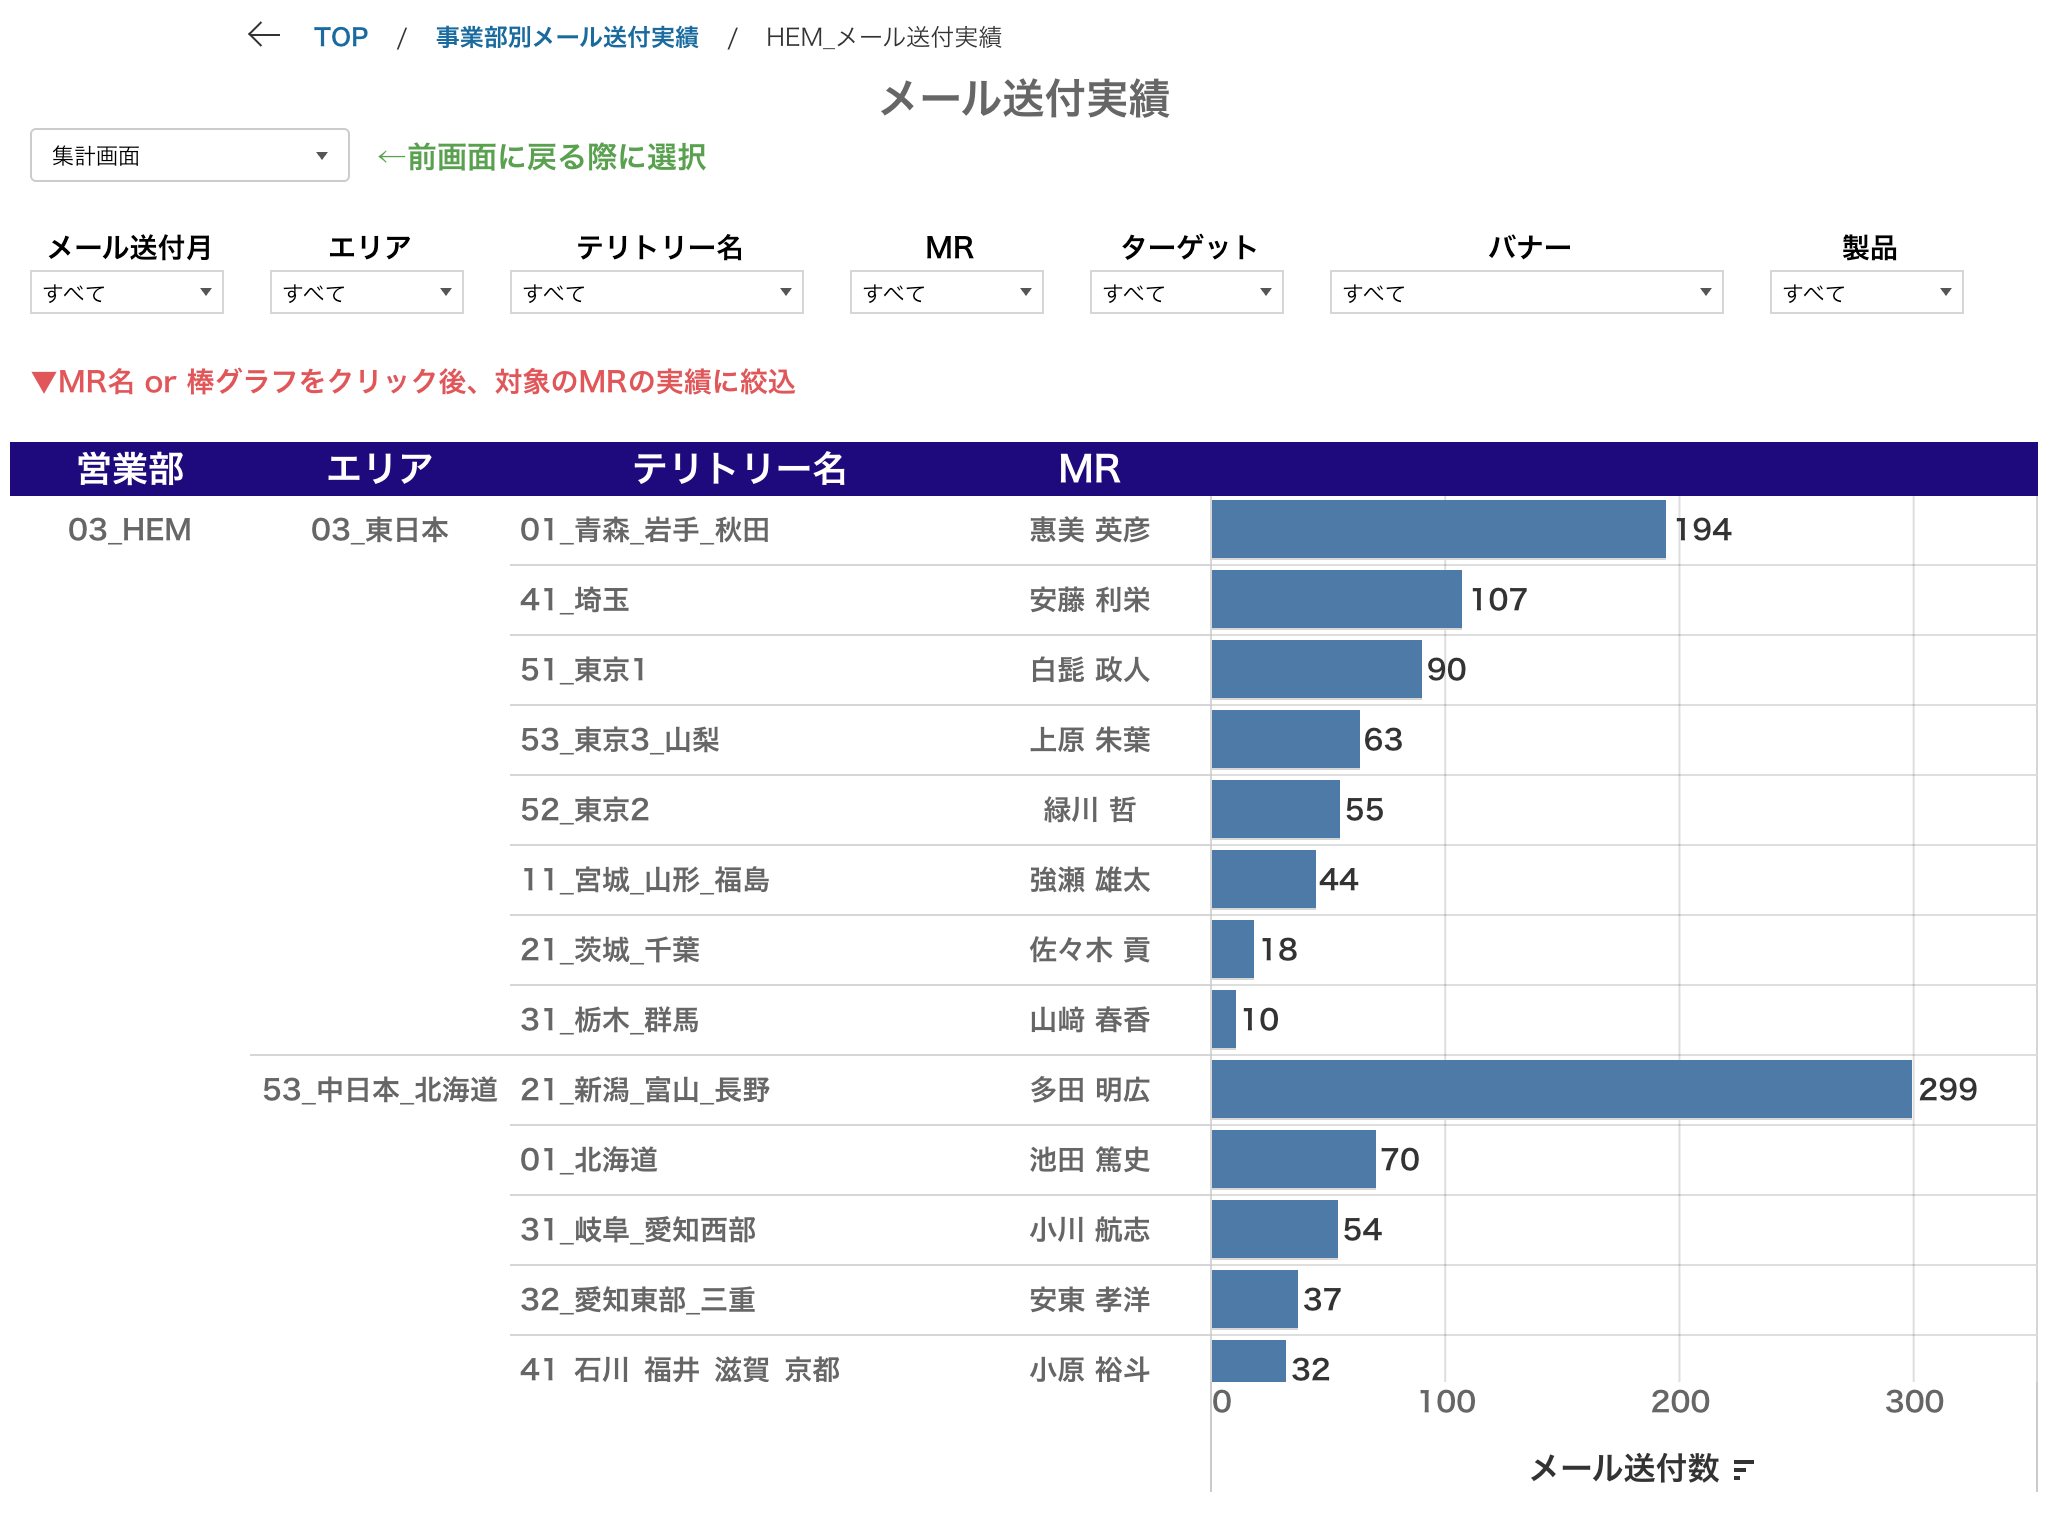 ← TOP / 事業部別メール送付実績 / HEM_メール送付実績
メール送付実績
集計画面 ▼ ←前画面に戻る際に選択
メール送付月 エリア テリトリー名 MR ターゲット バナー 製品
すべて すべて すべて すべて すべて すべて すべて
▼MR名 or 棒グラフをクリック後、対象のMRの実績に絞込
営業部 エリア テリトリー名 MR
03_HEM 03_東日本 01_青森_岩手_秋田 惠美 英彦 194
41_埼玉 安藤 利栄 107
51_東京1 白髭 政人 90
53_東京3_山梨 上原 朱葉 63
52_東京2 緑川 哲 55
11_宮城_山形_福島 強瀬 雄太 44
21_茨城_千葉 佐々木 貢 18
31_栃木_群馬 山﨑 春香 10
53_中日本_北海道 21_新潟_富山_長野 多田 明広 299
01_北海道 池田 篤史 70
31_岐阜_愛知西部 小川 航志 54
32_愛知東部_三重 安東 孝洋 37
41 石川 福井 滋賀 京都 小原 裕斗 32
0 100 200 300
メール送付数